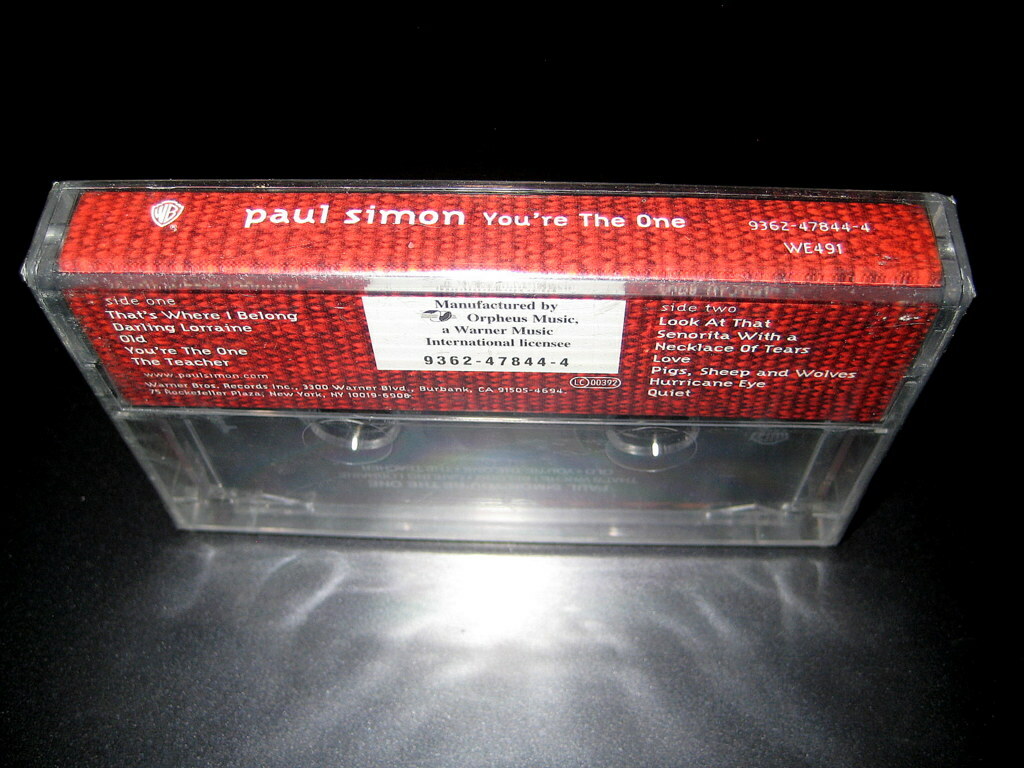 WB
paul simon You're The One
9362-47844-4
WE491
side one
That's Where I Belong
Darling Lorraine
Old
You're The One
The Teacher
www.paulsimon.com
Warner Bros. Records Inc., 3300 Warner Blvd., Burbank, CA 91505-4694.
75 Rockefeller Plaza, New York, NY 10019-6908.
Manufactured by
Orpheus Music,
a Warner Music
International licensee
9362-47844-4
LC 00392
side two
Look At That
Senorita With a
Necklace Of Tears
Love
Pigs, Sheep and Wolves
Hurricane Eye
Quiet